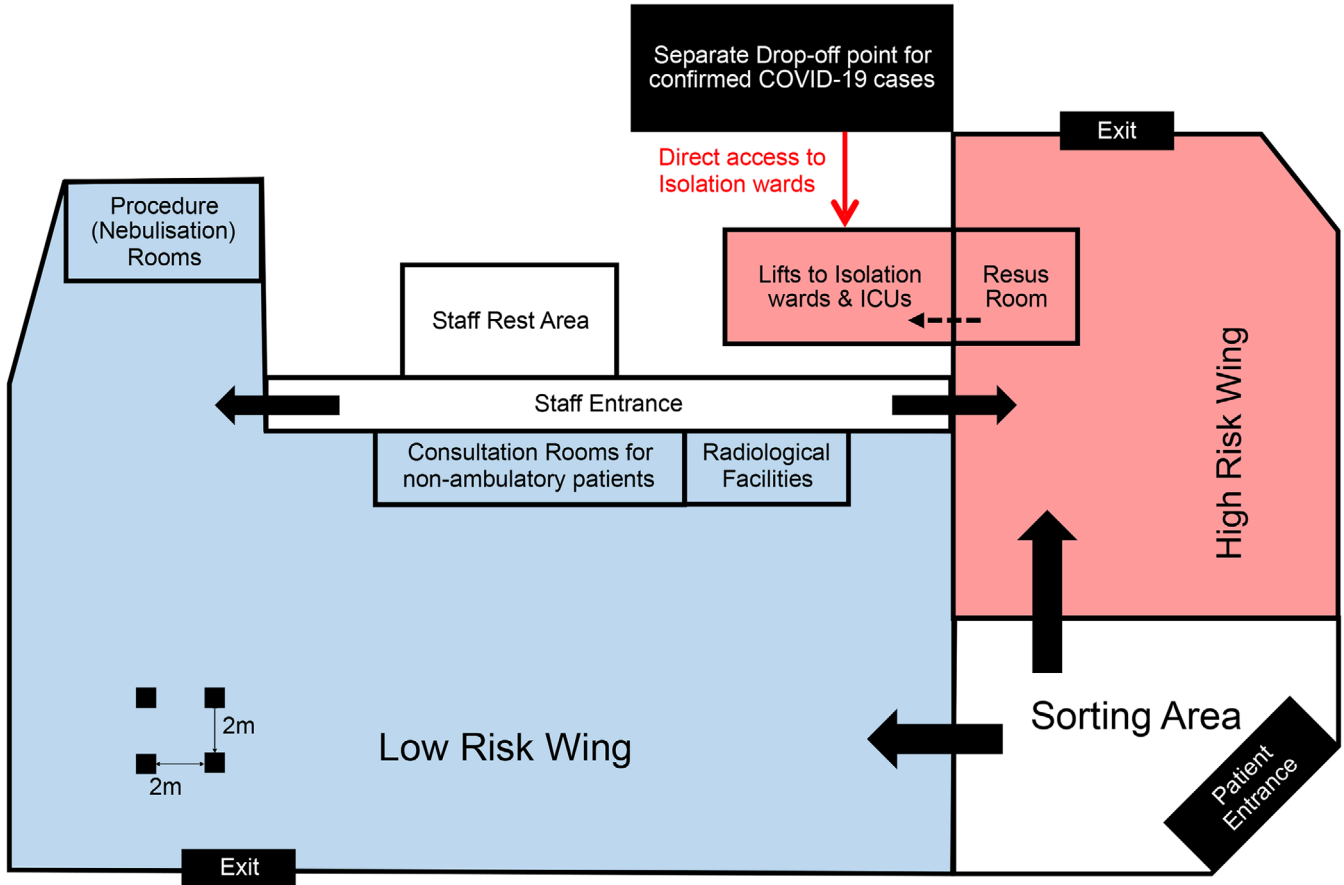 Separate Drop-off point for
confirmed COVID-19 cases
Exit
Direct access to
Isolation wards
Procedure
(Nebulisation)
Rooms
Lifts to Isolation
wards & ICUs
Resus
Room
Staff Rest Area
Staff Entrance
High Risk Wing
Consultation Rooms for
non-ambulatory patients
Radiological
Facilities
2m
2m
Low Risk Wing
Sorting Area
Patient
Entrance
Exit